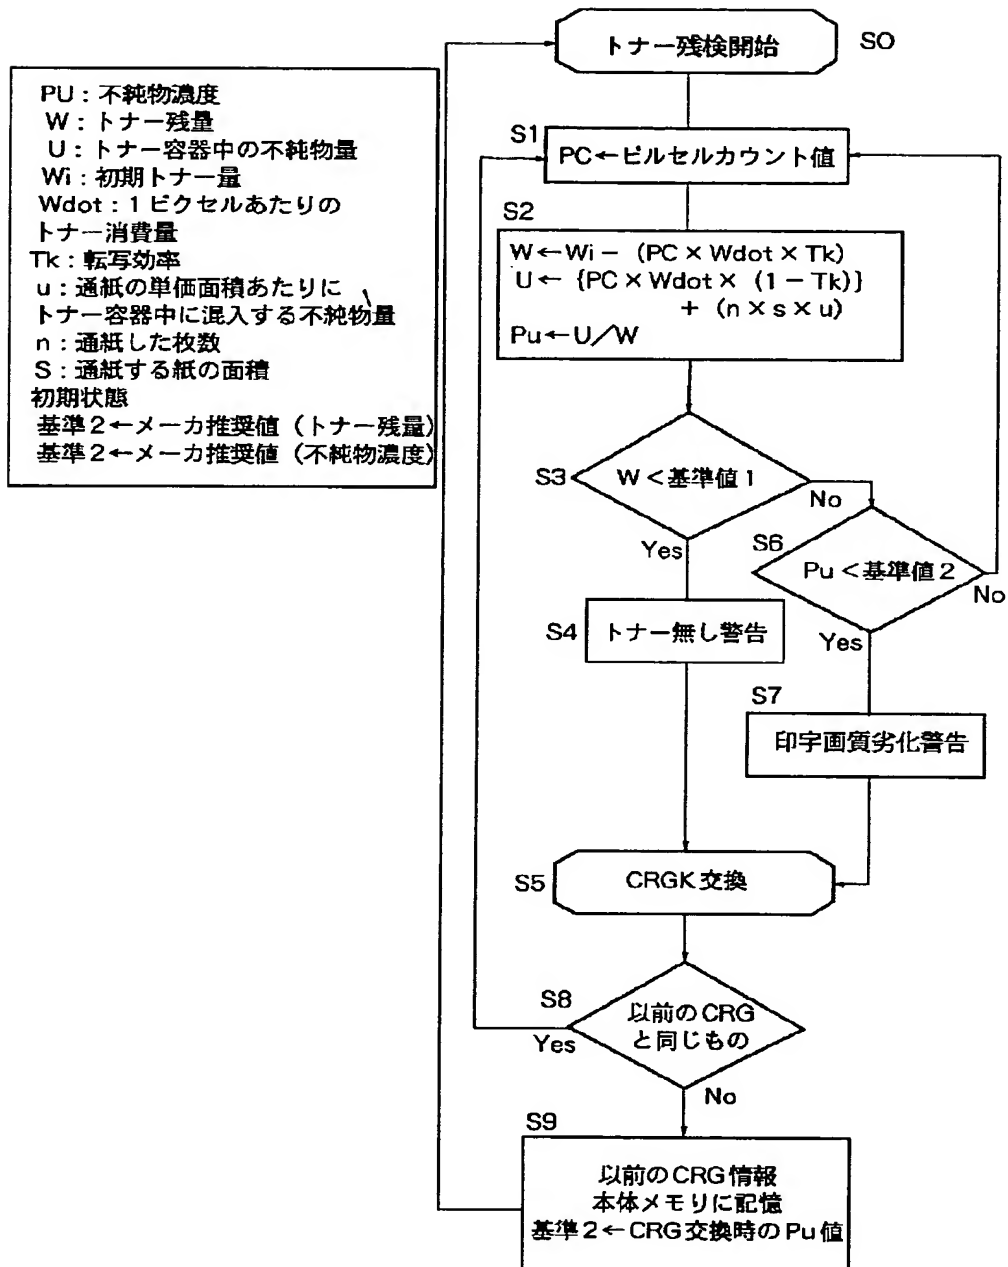 トナー残検開始
S0
PU：不純物濃度
W：トナー残量
U：トナー容器中の不純物量
Wi：初期トナー量
Wdot：1ピクセルあたりの
トナー消費量
Tk：転写効率
u：通紙の単価面積あたりに
トナー容器中に混入する不純物量
n：通紙した枚数
S：通紙する紙の面積
初期状態
基準2←メーカ推奨値（トナー残量）
基準2←メーカ推奨値（不純物濃度）
S1
PC←ピルセルカウント値
S2
W←Wi－（PC×Wdot×Tk）
U←｛PC×Wdot×（1－Tk）｝
＋（n×s×u）
Pu←U／W
S3
W＜基準値1
No
Yes
S6
Pu＜基準値2
No
Yes
S4
トナー無し警告
S7
印字画質劣化警告
S5
CRGK交換
S8
以前のCRG
と同じもの
Yes
No
S9
以前のCRG情報
本体メモリに記憶
基準2←CRG交換時のPu値